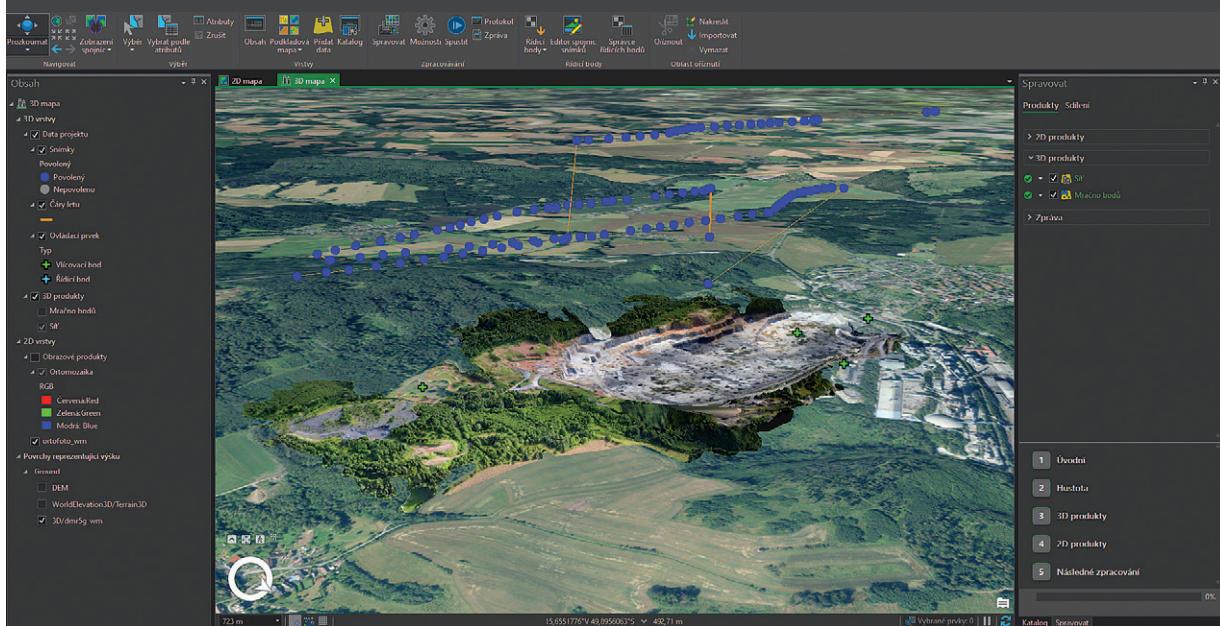 Prozkoumat
Zobrazení spojnic
Navigovat
Výběr
Vybrat podle atributů
Atributy
Zrušit
Výběr
Obsah
Podkladová mapa
Přidat data
Katalog
Vrstvy
Spravovat
Možnosti
Spustit
Protokol
Zpráva
Zpracovávání
Řídicí body
Editor spojnic snímků
Správce řídicích bodů
Řídicí body
Oříznout
Nakreslit
Importovat
Vymazat
Oblast oříznutí
Obsah
3D mapa
3D vrstvy
Data projektu
Snímky
Povolený
Povolený
Nepovoleno
Čáry letu
Ovládací prvek
Typ
Vlícovací bod
Řídicí bod
3D produkty
Mračno bodů
Síť
2D vrstvy
Obrazové produkty
Ortomozaika
RGB
Červená:Red
Zelená:Green
Modrá: Blue
ortofoto_wm
Povrchy reprezentující výšku
Ground
DEM
WorldElevation3D/Terrain3D
3D/dmr5g_wm
2D mapa
3D mapa
723 m
15,6551776°V 49,8956063°S
492,71 m
Vybrané prvky: 0
Spravovat
Produkty Sdílení
2D produkty
3D produkty
Síť
Mračno bodů
Zpráva
1 Úvodní
2 Hustota
3 3D produkty
4 2D produkty
5 Následné zpracování
0%
Katalog Spravovat